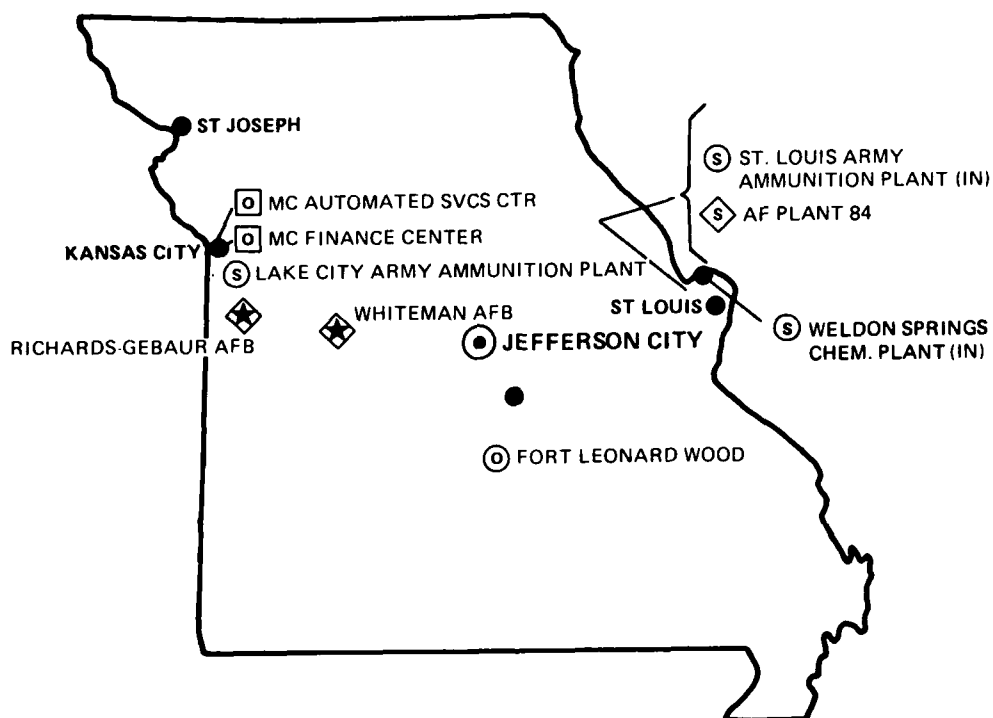 ST JOSEPH
S ST. LOUIS ARMY
AMMUNITION PLANT (IN)
S AF PLANT 84
O MC AUTOMATED SVCS CTR
O MC FINANCE CENTER
KANSAS CITY
S LAKE CITY ARMY AMMUNITION PLANT
WHITEMAN AFB
ST LOUIS
S WELDON SPRINGS
CHEM. PLANT (IN)
RICHARDS-GEBAUR AFB
JEFFERSON CITY
O FORT LEONARD WOOD